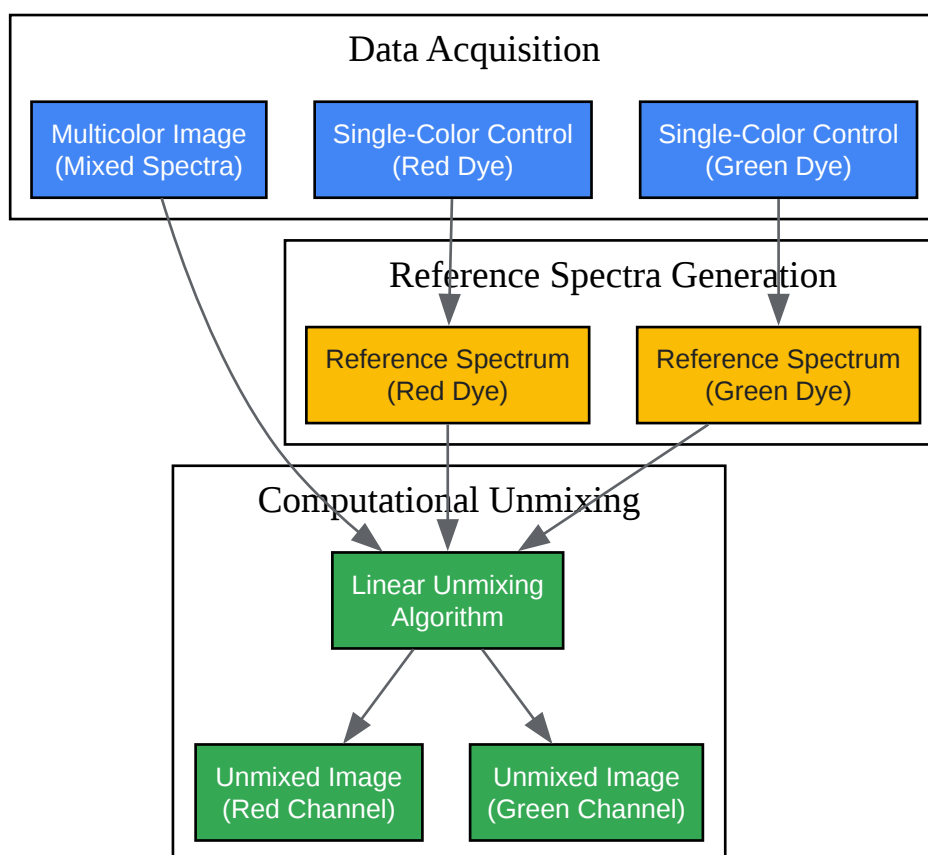 Data Acquisition
Multicolor Image
(Mixed Spectra)
Single-Color Control
(Red Dye)
Single-Color Control
(Green Dye)
Reference Spectra Generation
Reference Spectrum
(Red Dye)
Reference Spectrum
(Green Dye)
Computational Unmixing
Linear Unmixing
Algorithm
Unmixed Image
(Red Channel)
Unmixed Image
(Green Channel)